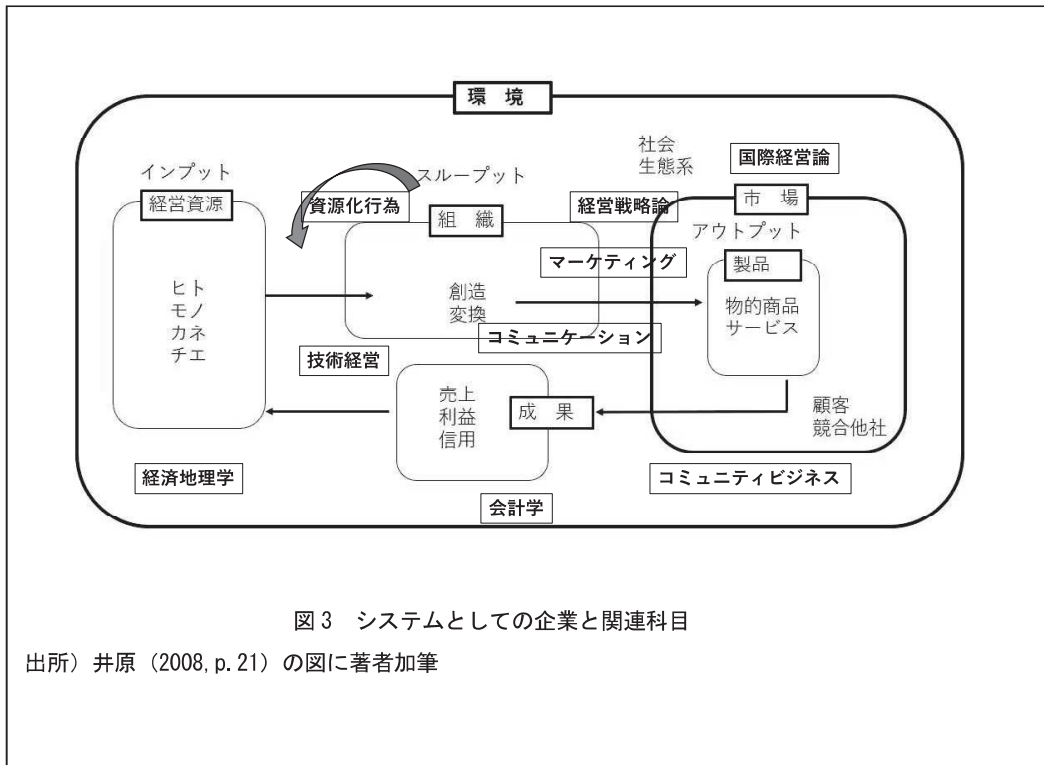 環　境
社会
生態系
国際経営論
インプット
スループット
経営資源
資源化行為
組　織
経営戦略論
市　場
アウトプット
マーケティング
製品
ヒト
モノ
カネ
チエ
創造
変換
物的商品
サービス
コミュニケーション
技術経営
売上
利益
信用
成　果
顧客
競合他社
経済地理学
コミュニティビジネス
会計学
図３　システムとしての企業と関連科目
出所）井原（2008, p. 21）の図に著者加筆